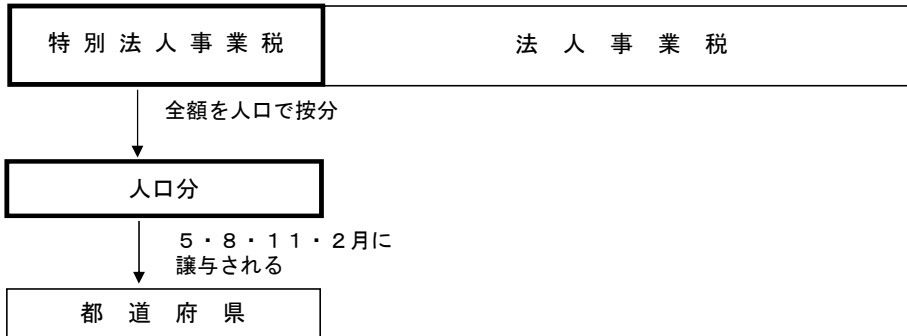 特別法人事業税
法人事業税
全額を人口で按分
人口分
５・８・１１・２月に
譲与される
都道府県